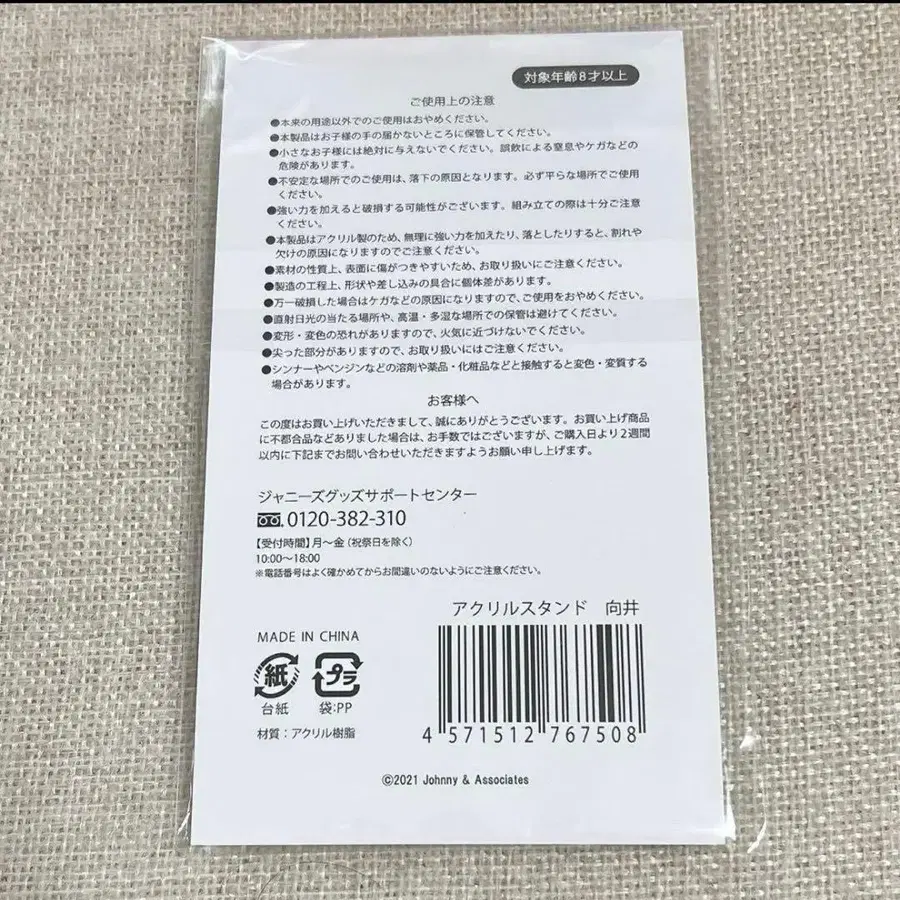 対象年齢8才以上
ご使用上の注意
●本来の用途以外でのご使用はおやめください。
●本製品はお子様の手の届かないところに保管してください。
●小さなお子様には絶対に与えないでください。誤飲による窒息やケガなどの
危険があります。
●不安定な場所でのご使用は、落下の原因となります。必ず平らな場所でご使用
ください。
●強い力を加えると破損する可能性がございます。組み立ての際は十分ご注意
ください。
●本製品はアクリル製のため、無理に強い力を加えたり、落としたりすると、割れや
欠けの原因になりますのでご注意ください。
●素材の性質上、表面に傷がつきやすいため、お取り扱いにご注意ください。
●製造の工程上、形状や差し込みの具合に個体差があります。
●万一破損した場合はケガなどの原因になりますので、ご使用をおやめください。
●直射日光の当たる場所や、高温・多湿な場所での保管は避けてください。
●変形・変色の恐れがありますので、火気に近づけないでください。
●尖った部分がありますので、お取り扱いにはご注意ください。
●シンナーやベンジンなどの溶剤や薬品・化粧品などと接触すると変色・変質する
場合があります。
お客様へ
この度はお買い上げいただきまして、誠にありがとうございます。お買い上げ商品
に不都合品などありました場合は、お手数ではございますが、ご購入日より2週間
以内に下記までお問い合わせいただきますようお願い申し上げます。
ジャニーズグッズサポートセンター
0120-382-310
【受付時間】月〜金（祝祭日を除く）
10:00〜18:00
※電話番号はよく確かめてからお間違いのないようにご注意ください。
アクリルスタンド 向井
MADE IN CHINA
紙 プラ
台紙 袋:PP
材質：アクリル樹脂
4 571512 767508
©2021 Johnny & Associates